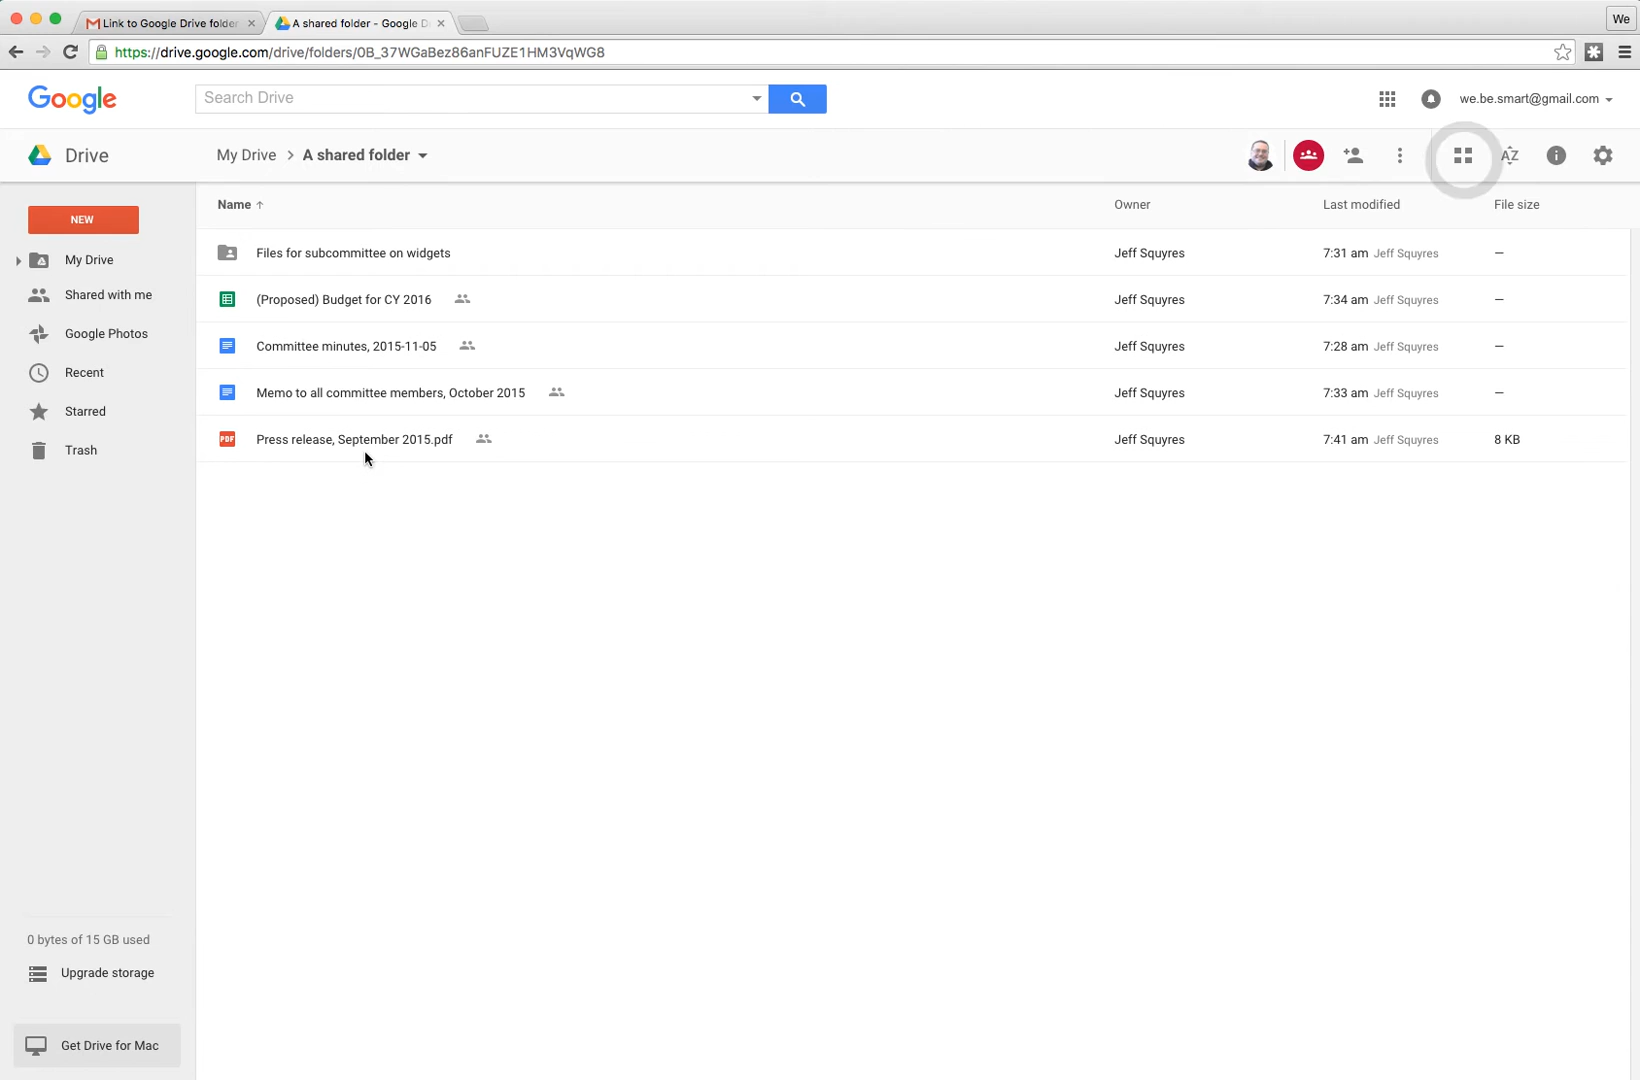 Link to Google Drive folder
A shared folder - Google D
We
https://drive.google.com/drive/folders/0B_37WGaBez86anFUZE1HM3VqWG8
Google
Search Drive
we.be.smart@gmail.com
Drive
My Drive > A shared folder
AZ
NEW
My Drive
Shared with me
Google Photos
Recent
Starred
Trash
Name ↑ Owner Last modified File size
Files for subcommittee on widgets Jeff Squyres 7:31 am Jeff Squyres —
(Proposed) Budget for CY 2016 Jeff Squyres 7:34 am Jeff Squyres —
Committee minutes, 2015-11-05 Jeff Squyres 7:28 am Jeff Squyres —
Memo to all committee members, October 2015 Jeff Squyres 7:33 am Jeff Squyres —
PDF Press release, September 2015.pdf Jeff Squyres 7:41 am Jeff Squyres 8 KB
0 bytes of 15 GB used
Upgrade storage
Get Drive for Mac